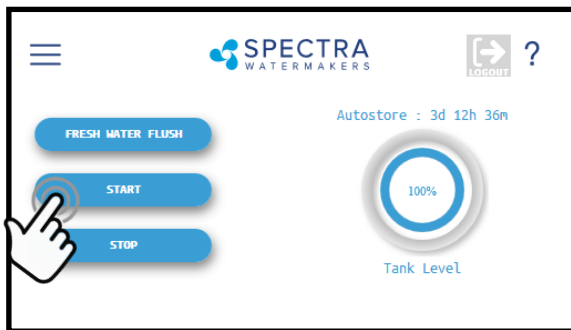 SPECTRA
WATERMAKERS
LOGOUT
?
Autostore : 3d 12h 36m
FRESH WATER FLUSH
START
100%
STOP
Tank Level